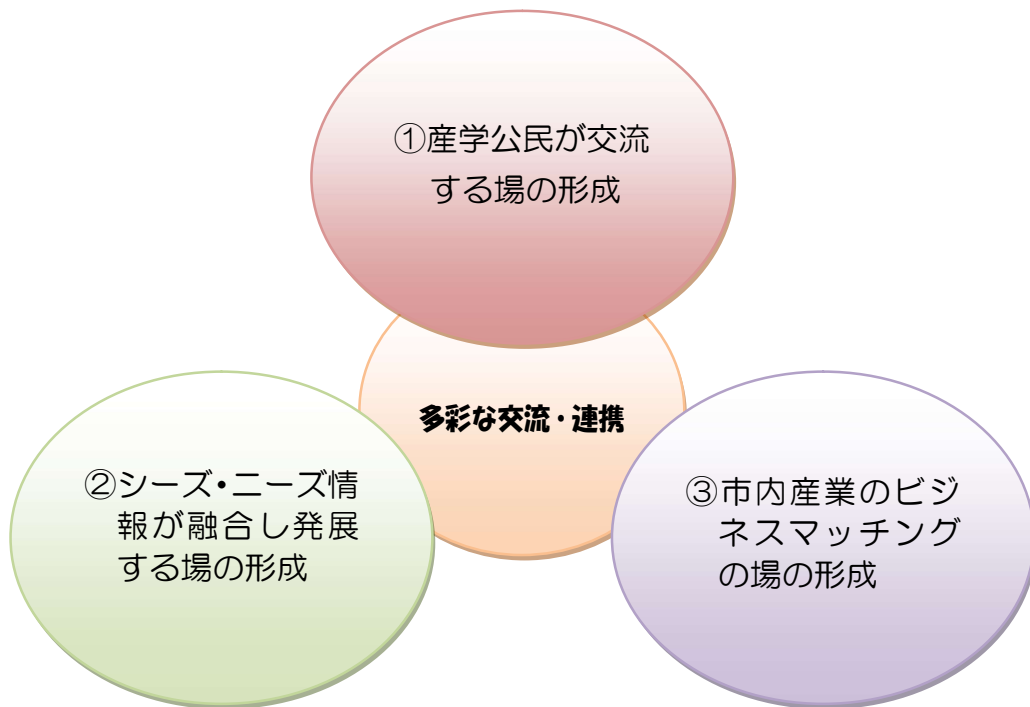 ①産学公民が交流
する場の形成
多彩な交流・連携
②シーズ・ニーズ情
報が融合し発展
する場の形成
③市内産業のビジ
ネスマッチング
の場の形成